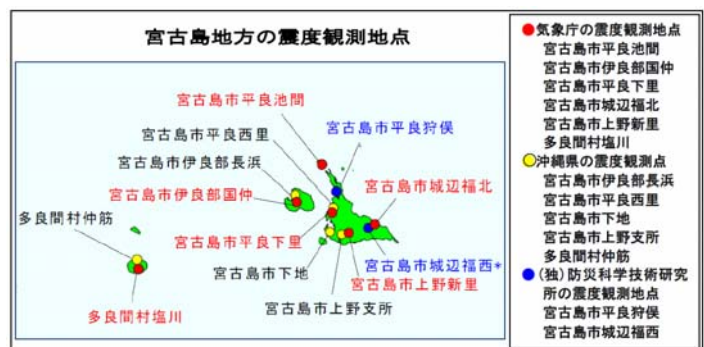 宮古島地方の震度観測地点
宮古島市平良池間
宮古島市平良西里
宮古島市平良狩俣
宮古島市伊良部長浜
宮古島市伊良部国仲
宮古島市城辺福北
多良間村仲筋
宮古島市平良下里
宮古島市下地
宮古島市城辺福西*
宮古島市上野新里
宮古島市上野支所
多良間村塩川
●気象庁の震度観測地点
宮古島市平良池間
宮古島市伊良部国仲
宮古島市平良下里
宮古島市城辺福北
宮古島市上野新里
多良間村塩川
●沖縄県の震度観測点
宮古島市伊良部長浜
宮古島市平良西里
宮古島市下地
宮古島市上野支所
多良間村仲筋
●(独)防災科学技術研究
所の震度観測地点
宮古島市平良狩俣
宮古島市城辺福西